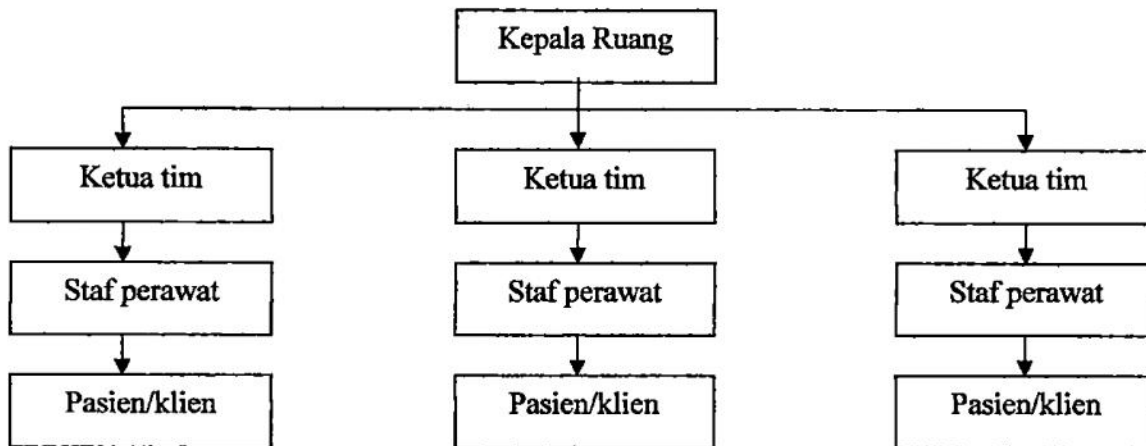 Kepala Ruang
Ketua tim
Ketua tim
Ketua tim
Staf perawat
Staf perawat
Staf perawat
Pasien/klien
Pasien/klien
Pasien/klien